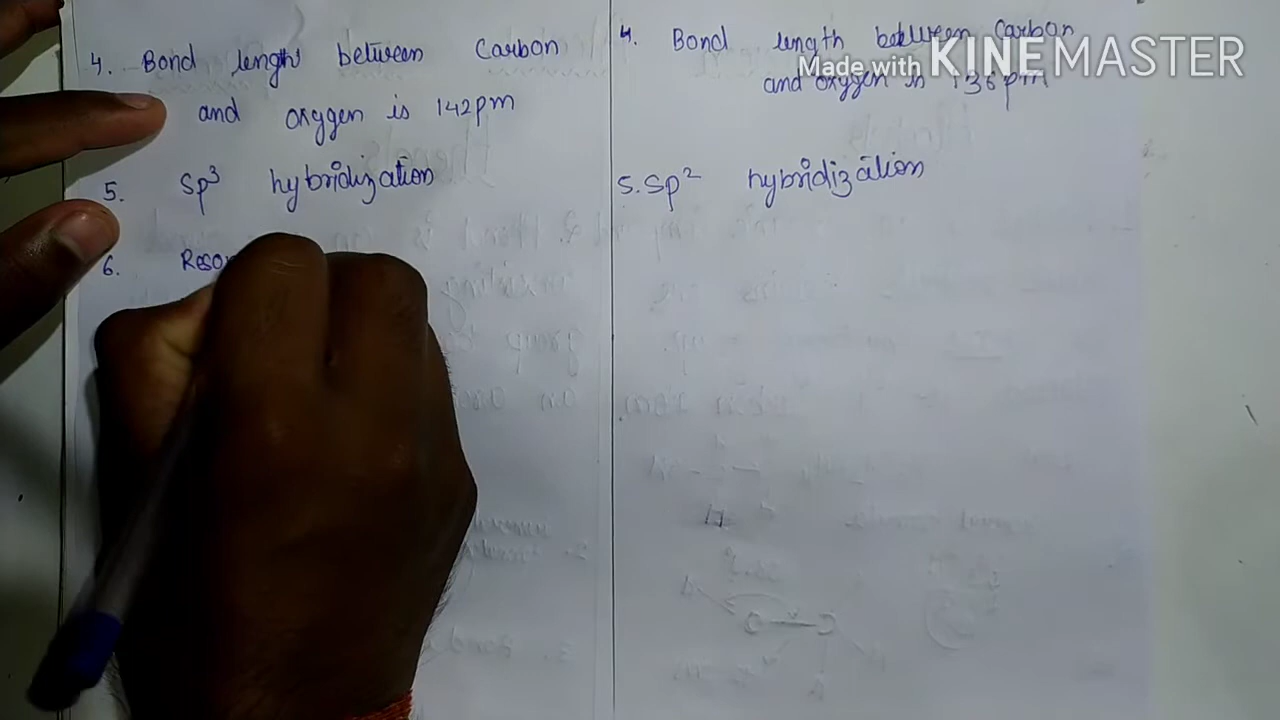 4. Bond length between Carbon
and oxygen is 142pm
5. Sp³ hybridization
6.
4. Bond length between Carbon
and oxygen is 136pm
5. Sp² hybridization
Made with KINEMASTER